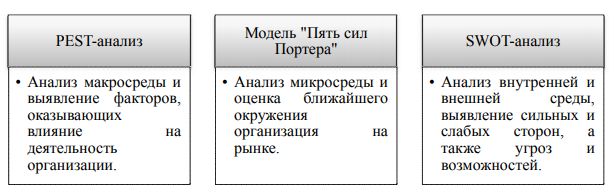 PEST-анализ
• Анализ макросреды и
выявление факторов,
оказывающих
влияние на
деятельность
организации.
Модель "Пять сил
Портера"
• Анализ микросреды и
оценка ближайшего
окружения
организация на
рынке.
SWOT-анализ
• Анализ внутренней и
внешней среды,
выявление сильных и
слабых сторон, а
также угроз и
возможностей.